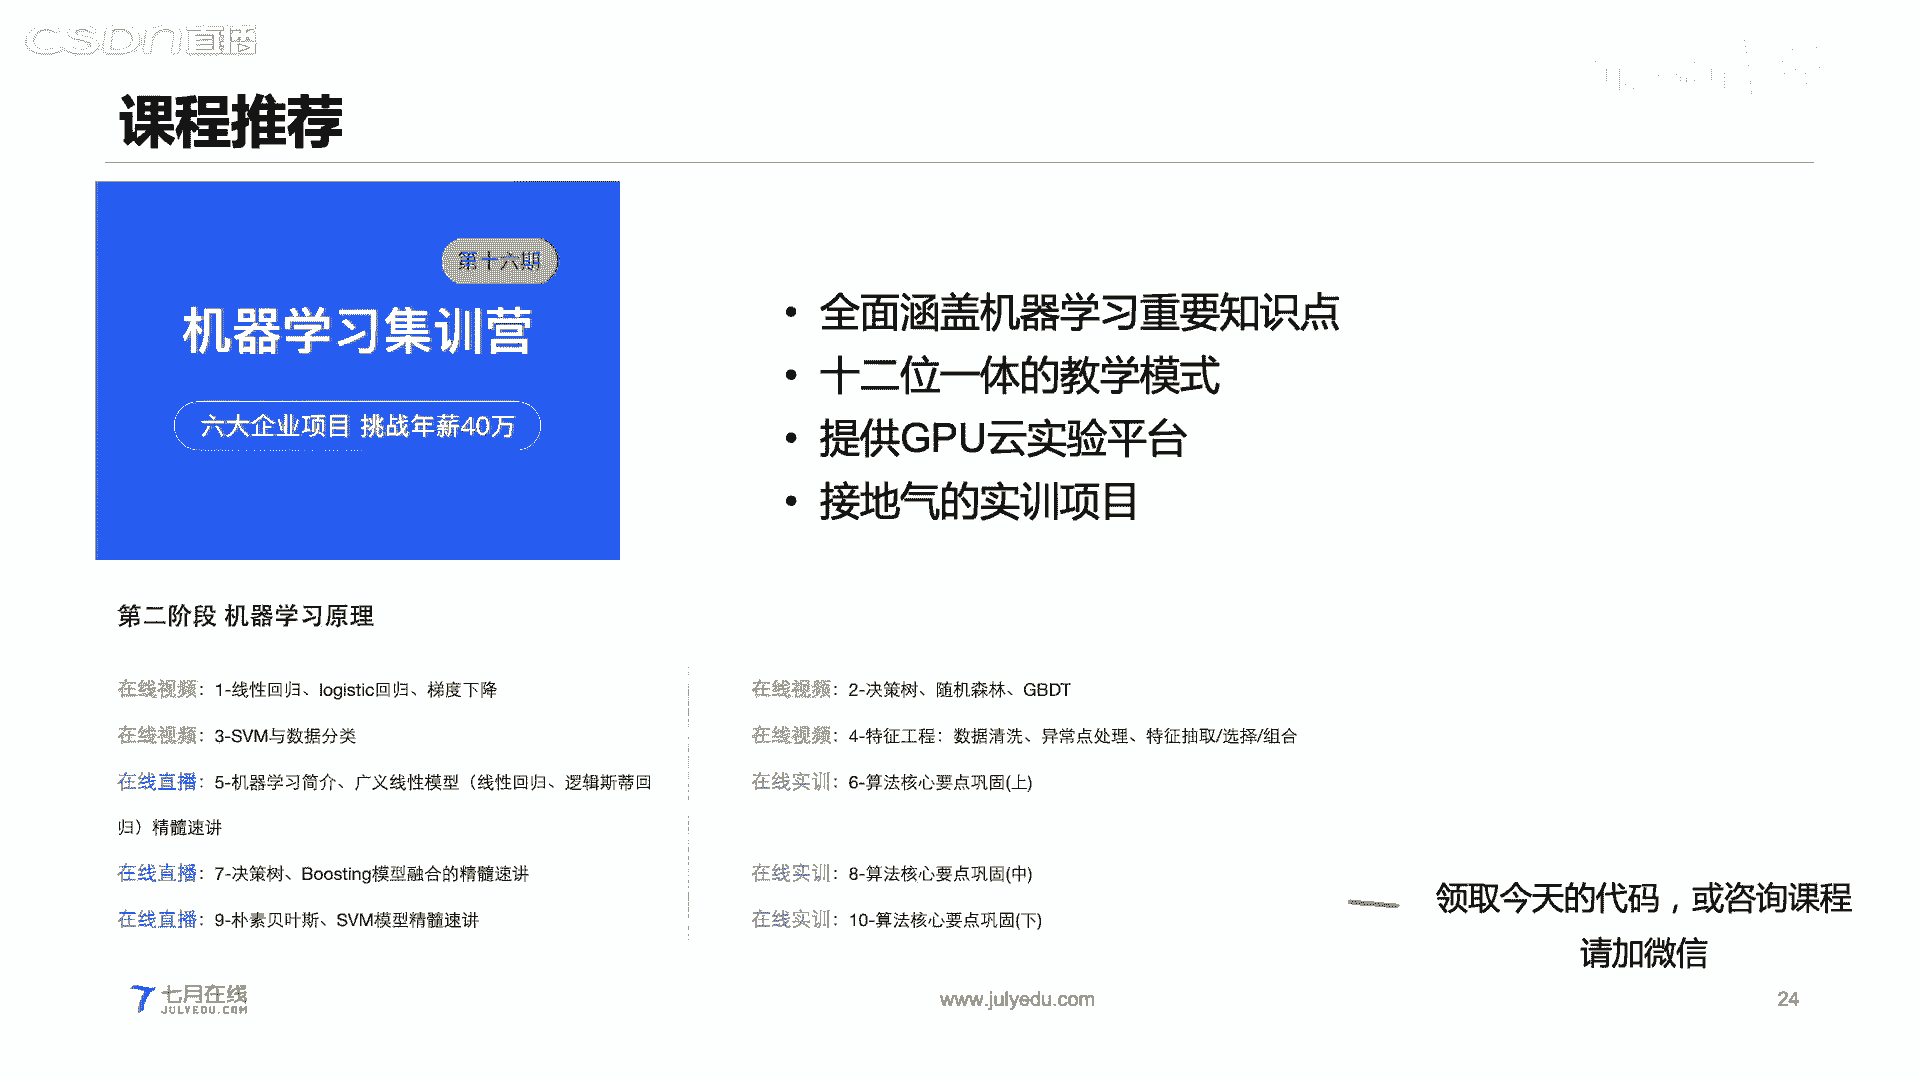 CSDN直播
课程推荐
第十六期
机器学习集训营
六大企业项目 挑战年薪40万
• 全面涵盖机器学习重要知识点
• 十二位一体的教学模式
• 提供GPU云实验平台
• 接地气的实训项目
第二阶段 机器学习原理
在线视频：1-线性回归、logistic回归、梯度下降
在线视频：2-决策树、随机森林、GBDT
在线视频：3-SVM与数据分类
在线视频：4-特征工程：数据清洗、异常点处理、特征抽取/选择/组合
在线直播：5-机器学习简介、广义线性模型（线性回归、逻辑斯蒂回
归）精髓速讲
在线实训：6-算法核心要点巩固(上)
在线直播：7-决策树、Boosting模型融合的精髓速讲
在线实训：8-算法核心要点巩固(中)
在线直播：9-朴素贝叶斯、SVM模型精髓速讲
在线实训：10-算法核心要点巩固(下)
领取今天的代码，或咨询课程
请加微信
七月在线
JULYEDU.COM
www.julyedu.com
24